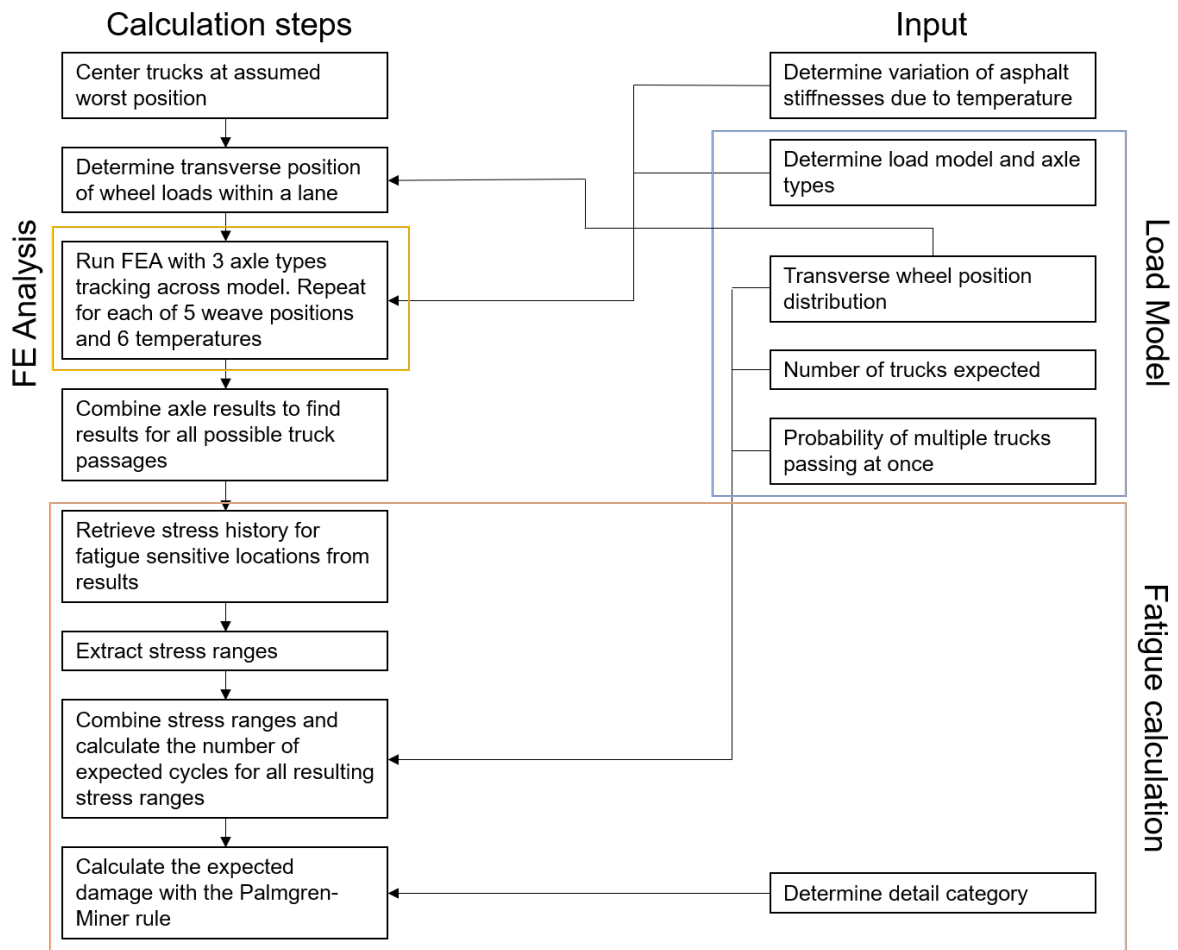 Calculation steps
Center trucks at assumed
worst position
Determine transverse position
of wheel loads within a lane
FE Analysis
Run FEA with 3 axle types
tracking across model. Repeat
for each of 5 weave positions
and 6 temperatures
Combine axle results to find
results for all possible truck
passages
Retrieve stress history for
fatigue sensitive locations from
results
Extract stress ranges
Combine stress ranges and
calculate the number of
expected cycles for all resulting
stress ranges
Calculate the expected
damage with the Palmgren-
Miner rule
Input
Determine variation of asphalt
stiffnesses due to temperature
Determine load model and axle
types
Transverse wheel position
distribution
Number of trucks expected
Probability of multiple trucks
passing at once
Load Model
Fatigue calculation
Determine detail category